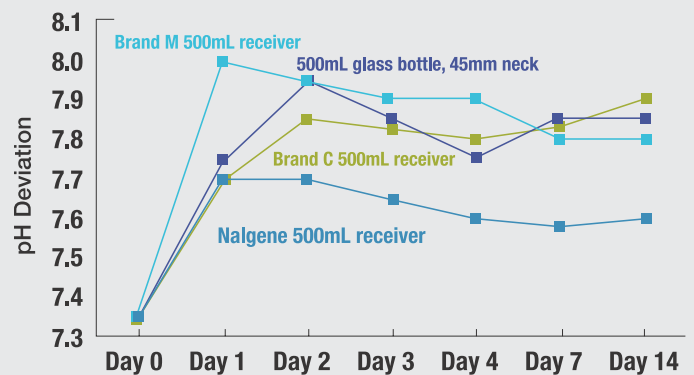 8.1
Brand M 500mL receiver
8.0
500mL glass bottle, 45mm neck
7.9
7.8
Brand C 500mL receiver
7.7
7.6
Nalgene 500mL receiver
7.5
7.4
7.3
pH Deviation
Day 0 Day 1 Day 2 Day 3 Day 4 Day 7 Day 14